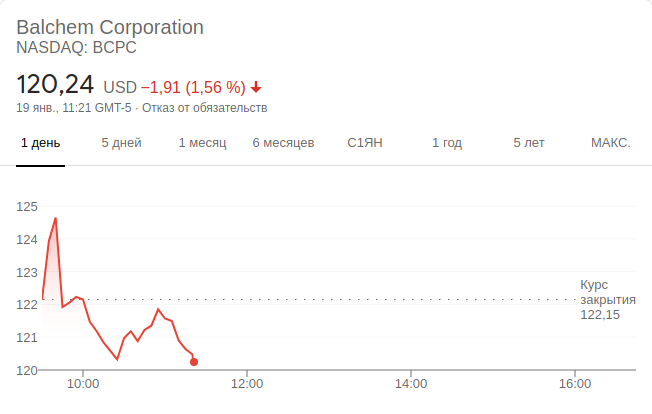 Balchem Corporation
NASDAQ: BCPC
120,24 USD −1,91 (1,56 %)
19 янв., 11:21 GMT-5 · Отказ от обязательств
1 день 5 дней 1 месяц 6 месяцев С1ЯН 1 год 5 лет МАКС.
125
124
123
122
121
120
Курс
закрытия
122,15
10:00 12:00 14:00 16:00